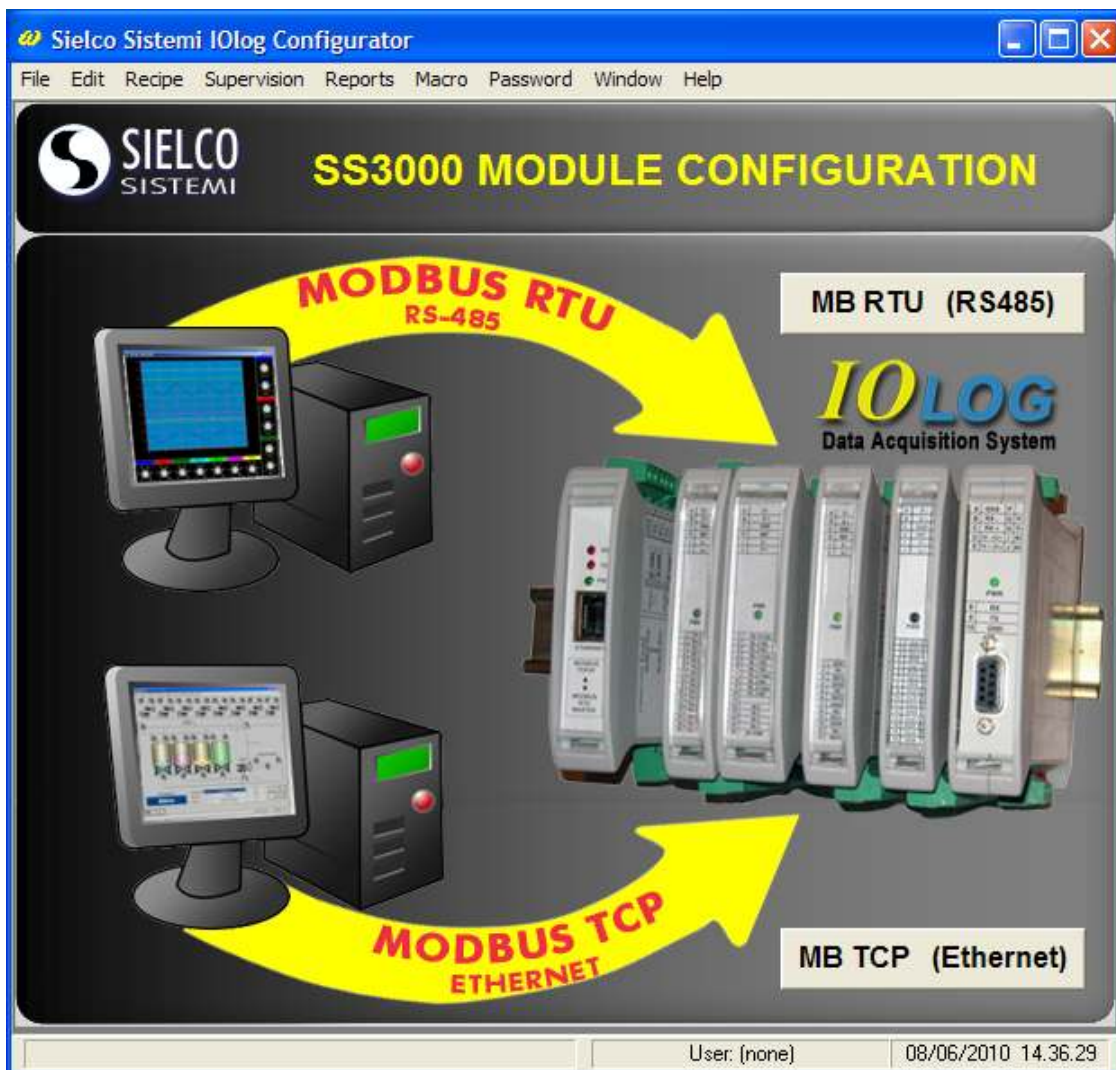 Sielco Sistemi IOlog Configurator
File Edit Recipe Supervision Reports Macro Password Window Help
SIELCO
SISTEMI
SS3000 MODULE CONFIGURATION
MODBUS RTU
RS-485
MB RTU (RS485)
IOLOG
Data Acquisition System
PWR
ETHERNET
MODBUS TCP
ETHERNET
MB TCP (Ethernet)
User: (none)
08/06/2010 14.36.29